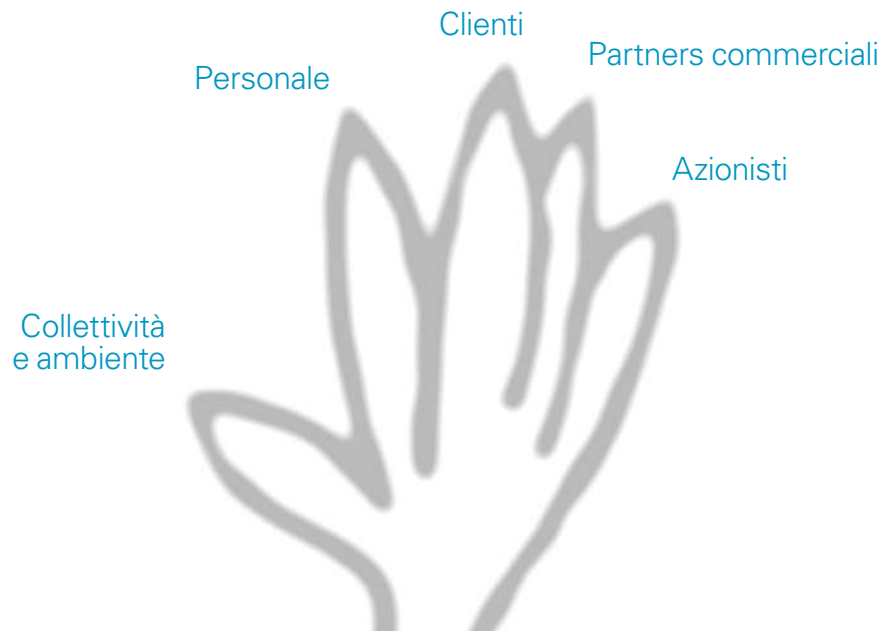 Clienti
Partners commerciali
Personale
Azionisti
Collettività
e ambiente